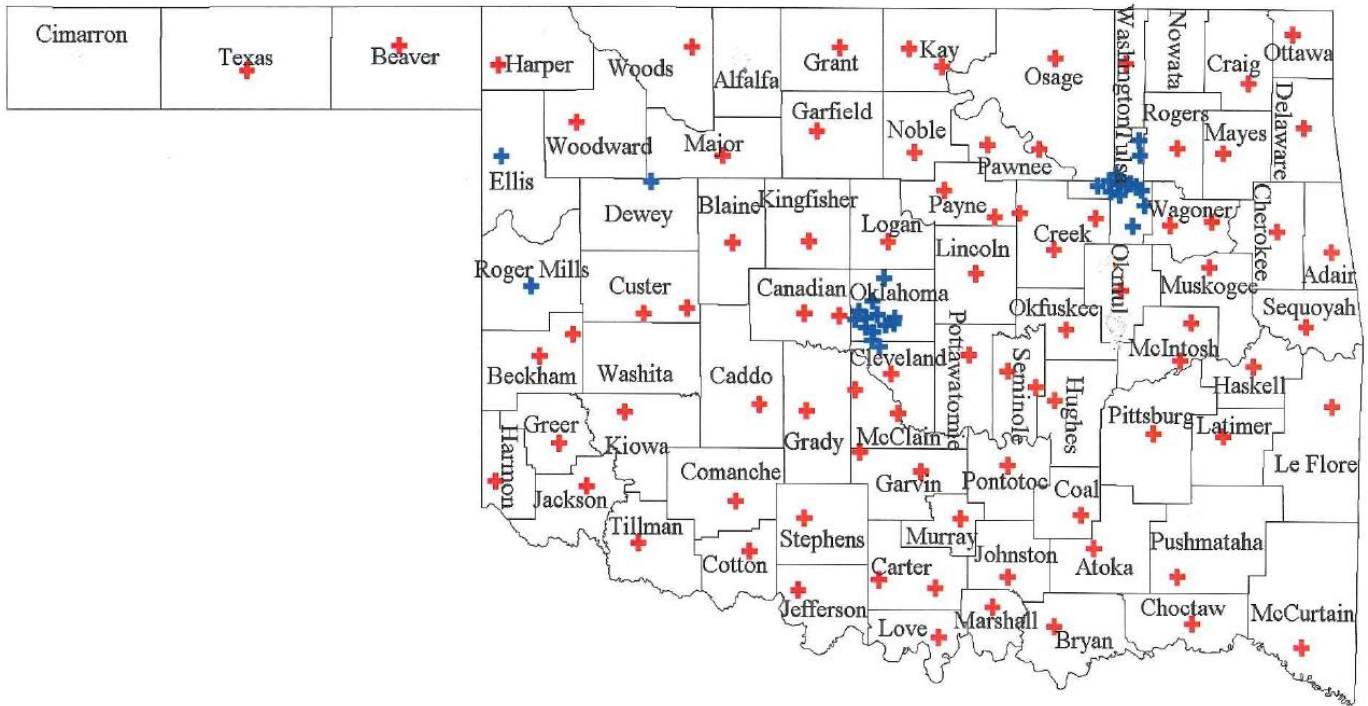 Cimarron
Texas
Beaver
Harper
Woods
Alfalfa
Grant
Kay
Osage
Washington
Nowata
Craig
Ottawa
Woodward
Major
Garfield
Noble
Pawnee
Tulsa
Rogers
Mayes
Delaware
Ellis
Dewey
Blaine
Kingfisher
Logan
Payne
Creek
Wagoner
Cherokee
Adair
Roger Mills
Custer
Canadian
Oklahoma
Lincoln
Okfuskee
Okmul
Muskogee
Sequoyah
Beckham
Washita
Caddo
Grady
Cleveland
Pottawatomie
Seminole
Hughes
McIntosh
Haskell
Harmon
Greer
Kiowa
McClain
Pittsburg
Latimer
Le Flore
Jackson
Comanche
Garvin
Pontotoc
Coal
Tillman
Cotton
Stephens
Murray
Johnston
Atoka
Pushmataha
Jefferson
Carter
Love
Marshall
Bryan
Choctaw
McCurtain